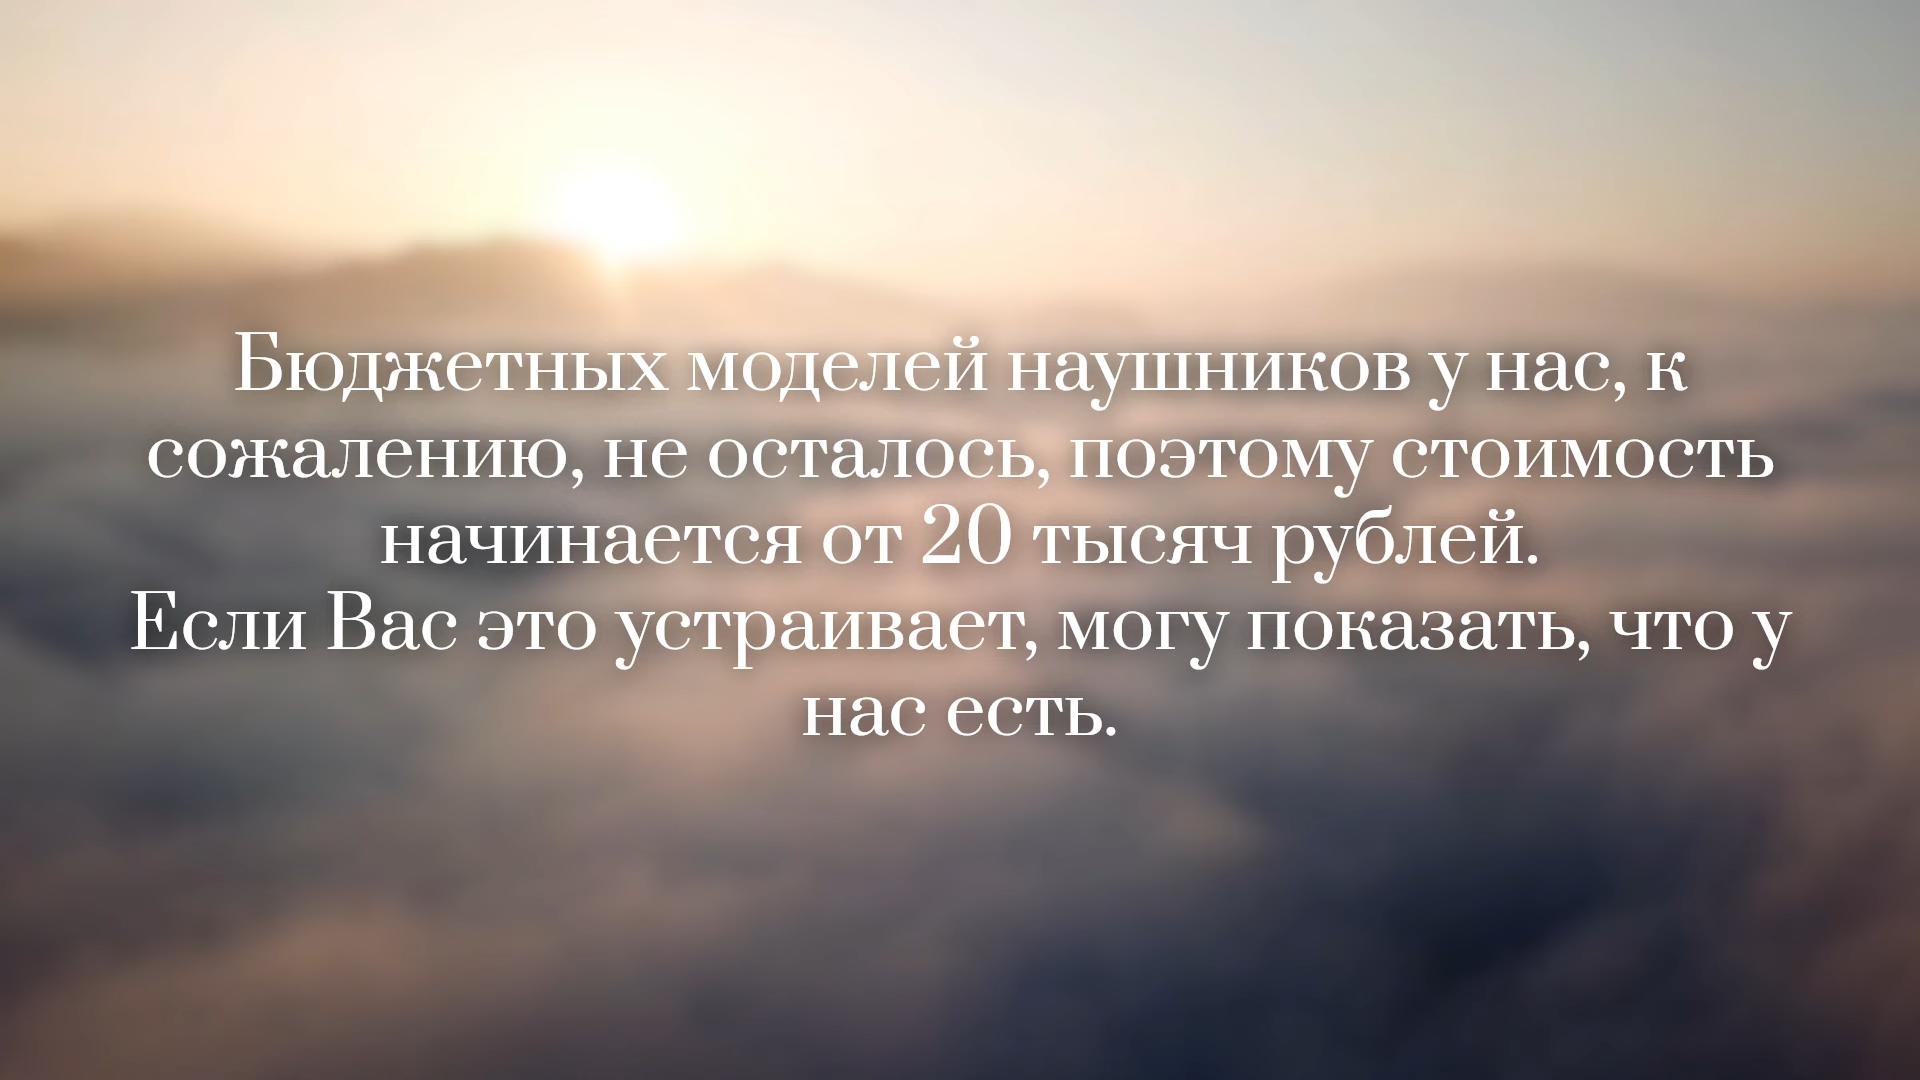 Бюджетных моделей наушников у нас, к
сожалению, не осталось, поэтому стоимость
начинается от 20 тысяч рублей.
Если Вас это устраивает, могу показать, что у
нас есть.